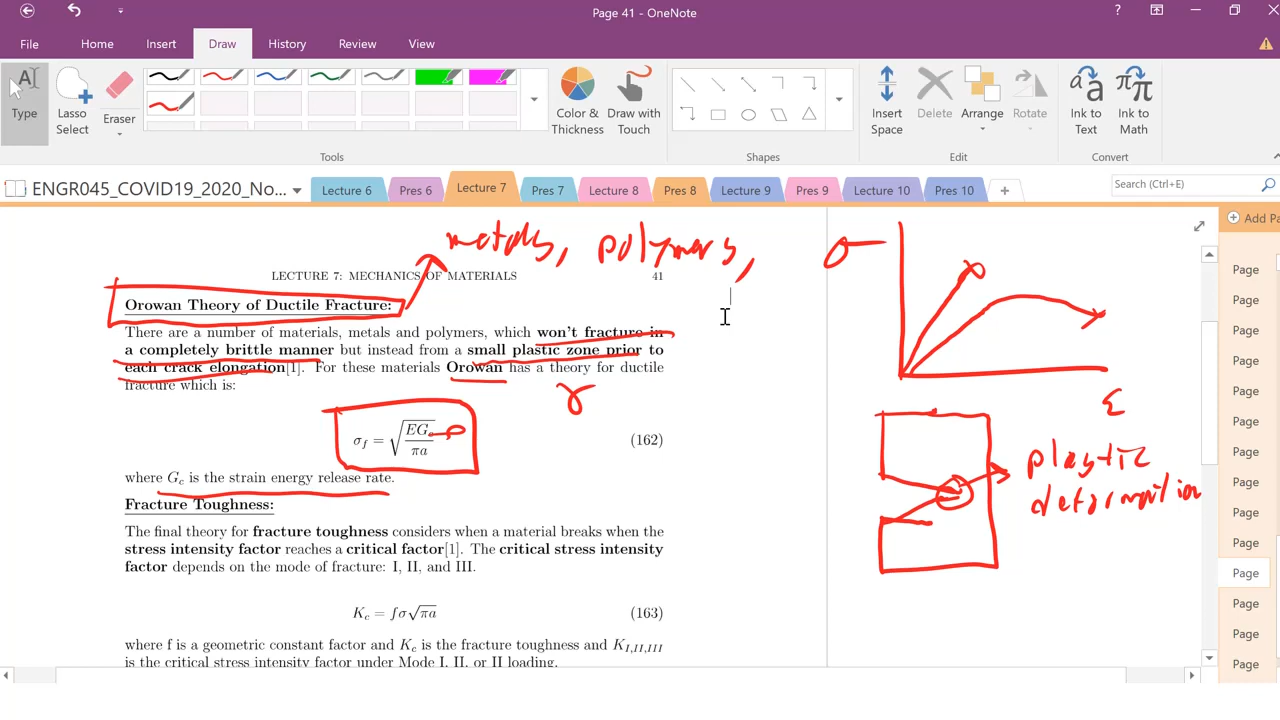 Page 41 - OneNote
File Home Insert Draw History Review View
Type
Lasso Select
Eraser
Color & Thickness
Draw with Touch
Insert Space
Delete
Arrange
Rotate
Ink to Text
Ink to Math
Tools
Shapes
Edit
Convert
ENGR045_COVID19_2020_No...
Lecture 6 Pres 6 Lecture 7 Pres 7 Lecture 8 Pres 8 Lecture 9 Pres 9 Lecture 10 Pres 10
Search (Ctrl+E)
Add Pa
metals, polymers,
σ
LECTURE 7: MECHANICS OF MATERIALS 41
Orowan Theory of Ductile Fracture:
There are a number of materials, metals and polymers, which won't fracture in
a completely brittle manner but instead from a small plastic zone prior to
each crack elongation[1]. For these materials Orowan has a theory for ductile
fracture which is:
γ
ε
σf = √(EGc/πa) (162)
plastic
deformation
where Gc is the strain energy release rate.
Fracture Toughness:
The final theory for fracture toughness considers when a material breaks when the
stress intensity factor reaches a critical factor[1]. The critical stress intensity
factor depends on the mode of fracture: I, II, and III.
Kc = fσ√πa (163)
where f is a geometric constant factor and Kc is the fracture toughness and KI,II,III
is the critical stress intensity factor under Mode I, II, or II loading.
Page
Page
Page
Page
Page
Page
Page
Page
Page
Page
Page
Page
Page
Page